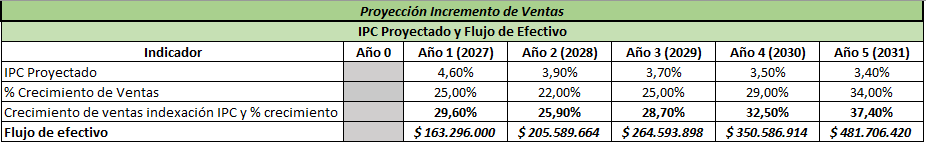 Proyección Incremento de Ventas
IPC Proyectado y Flujo de Efectivo
Indicador Año 0 Año 1 (2027) Año 2 (2028) Año 3 (2029) Año 4 (2030) Año 5 (2031)
IPC Proyectado 4,60% 3,90% 3,70% 3,50% 3,40%
% Crecimiento de Ventas 25,00% 22,00% 25,00% 29,00% 34,00%
Crecimiento de ventas indexación IPC y % crecimiento 29,60% 25,90% 28,70% 32,50% 37,40%
Flujo de efectivo $ 163.296.000 $ 205.589.664 $ 264.593.898 $ 350.586.914 $ 481.706.420